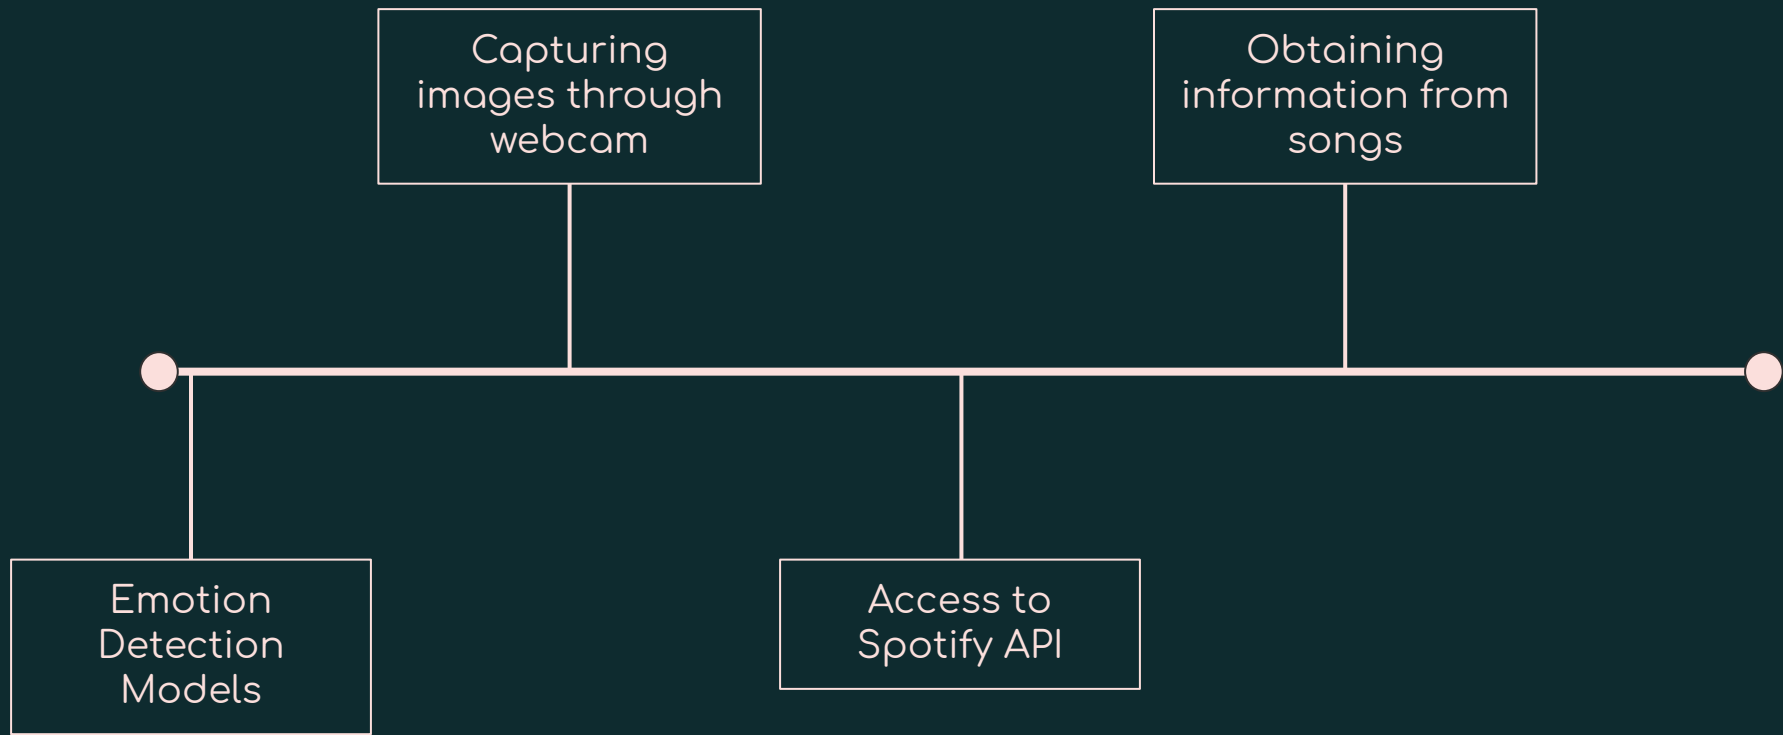 Capturing
images through
webcam
Obtaining
information from
songs
Emotion
Detection
Models
Access to
Spotify API